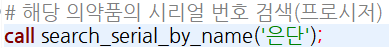 # 해당 의약품의 시리얼 번호 검색(프로시저)
call search_serial_by_name('은단');